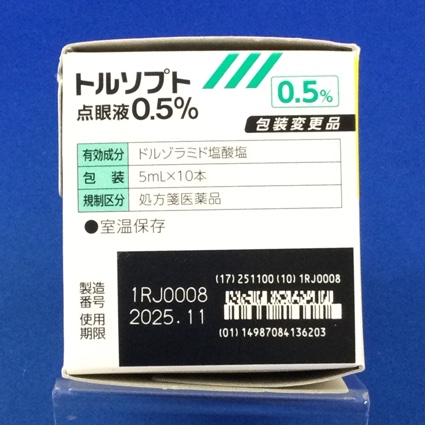 トルソプト
点眼液0.5%
0.5%
包装変更品
有効成分 ドルゾラミド塩酸塩
包装 5mL×10本
規制区分 処方箋医薬品
●室温保存
製造番号 1RJ0008
使用期限 2025.11
(17)251100(10)1RJ0008
(01)14987084136203